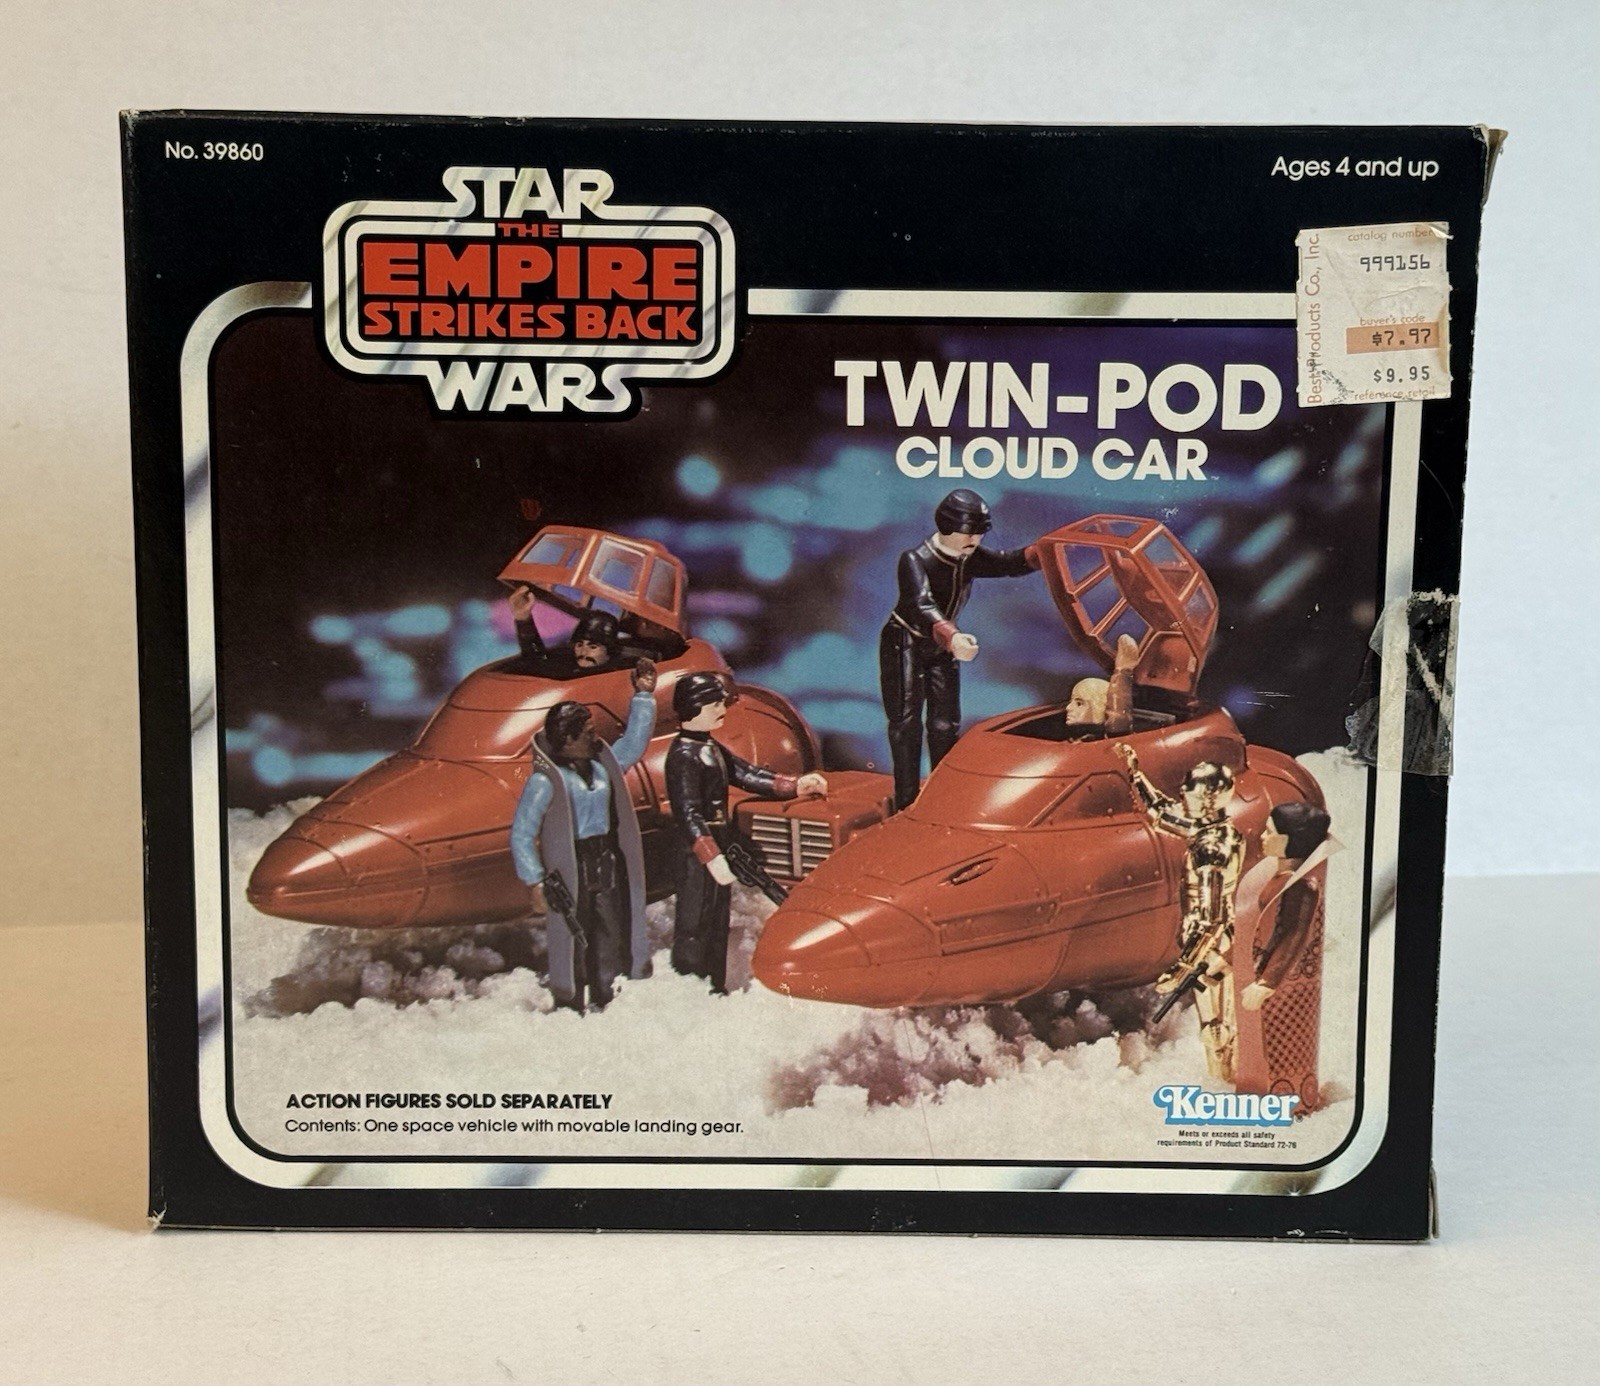 No. 39860
Ages 4 and up
STAR
THE
EMPIRE
STRIKES BACK
WARS
TWIN-POD
CLOUD CAR
Best Products Co., Inc.
catalog number
999156
buyer's code
$7.97
$9.95
reference retail
ACTION FIGURES SOLD SEPARATELY
Contents: One space vehicle with movable landing gear.
Kenner®
Meets or exceeds all safety
requirements of Product Standard 72-76